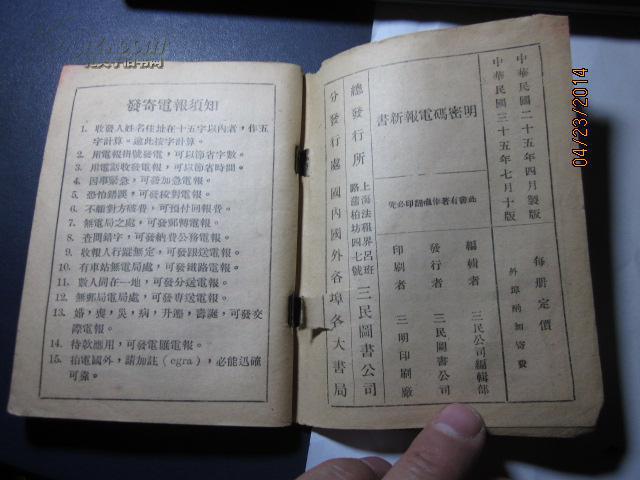 發寄電報須知
1. 收發人姓名住址在十五字以內者，作五
字計算。逾此按字計算。
2. 用電報掛號發電，可以節省字數。
3. 用電話收發電報，可以節省時間。
4. 因事緊急，可發加急電報。
5. 恐怕錯誤，可發校對電報。
6. 不願對方破費，可預付回報費。
7. 無電局之處，可發郵轉電報。
8. 查問錯字，可發納費公務電報。
9. 收報人行蹤無定，可發跟送電報。
10. 有車站無電局處，可發鐵路電報。
11. 數人同在一地，可發分送電報。
12. 無郵局電局處，可發專送電報。
13. 婚，喪，災，病，升遷，壽誕，可發交
際電報。
14. 待款應用，可發電匯電報。
15. 拍電國外，請加註（egra），必能迅確
可靠。
中華民國二十五年四月製版
中華民國三十五年七月十版
每冊定價
外埠酌加寄費
明密碼電報新書
此書有著作權翻印必究
編輯者 三民公司編輯部
發行者 三民圖書公司
印刷者 三明印刷廠
總發行所 上海法租界呂班
路蒲柏坊四七號 三民圖書公司
分發行處 國內國外各埠各大書局
04/23/2014